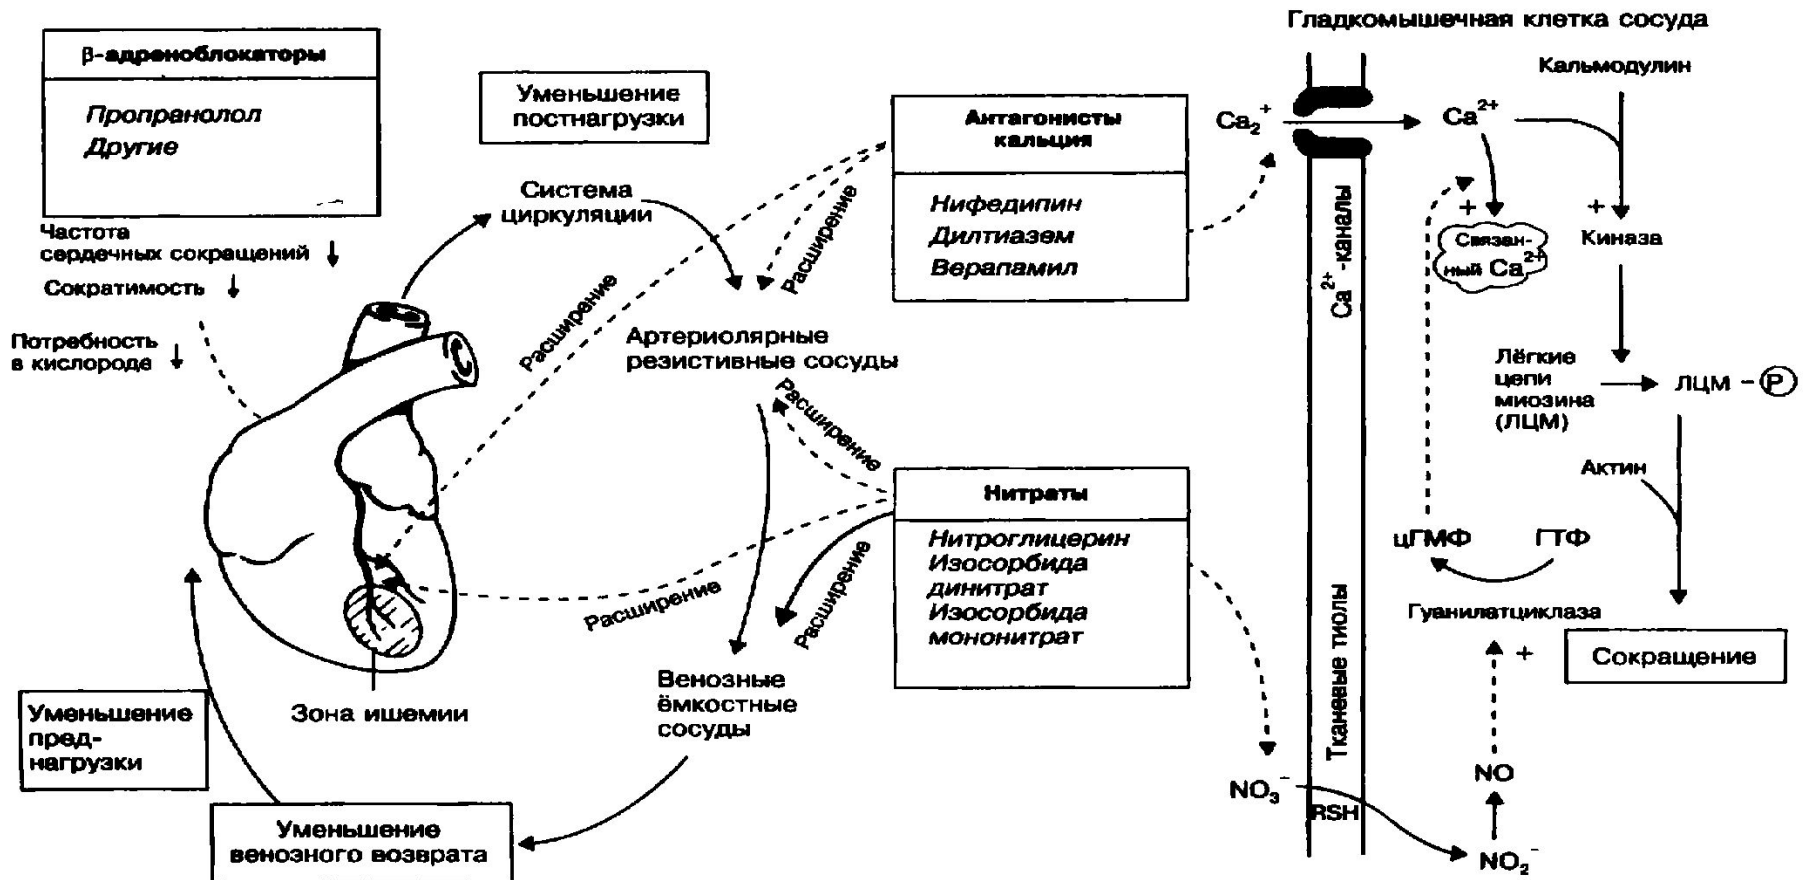 β-адреноблокаторы
Пропранолол
Другие
Частота
сердечных сокращений ↓
Сократимость ↓
Потребность
в кислороде ↓
Уменьшение
постнагрузки
Система
циркуляции
Расширение
Расширение
Артериолярные
резистивные сосуды
Расширение
Расширение
Расширение
Венозные
ёмкостные
сосуды
Зона ишемии
Уменьшение
пред-
нагрузки
Уменьшение
венозного возврата
Антагонисты
кальция
Нифедипин
Дилтиазем
Верапамил
Нитраты
Нитроглицерин
Изосорбида
динитрат
Изосорбида
мононитрат
Гладкомышечная клетка сосуда
Кальмодулин
Ca₂⁺
Ca²⁺
+
+
Связан-
ный Ca²⁺
Киназа
Ca²⁺-каналы
Лёгкие
цепи
миозина
(ЛЦМ)
ЛЦМ – P
Актин
цГМФ
ГТФ
Гуанилатциклаза
+
Сокращение
Тканевые тиолы
NO
NO₃⁻
RSH
NO₂⁻